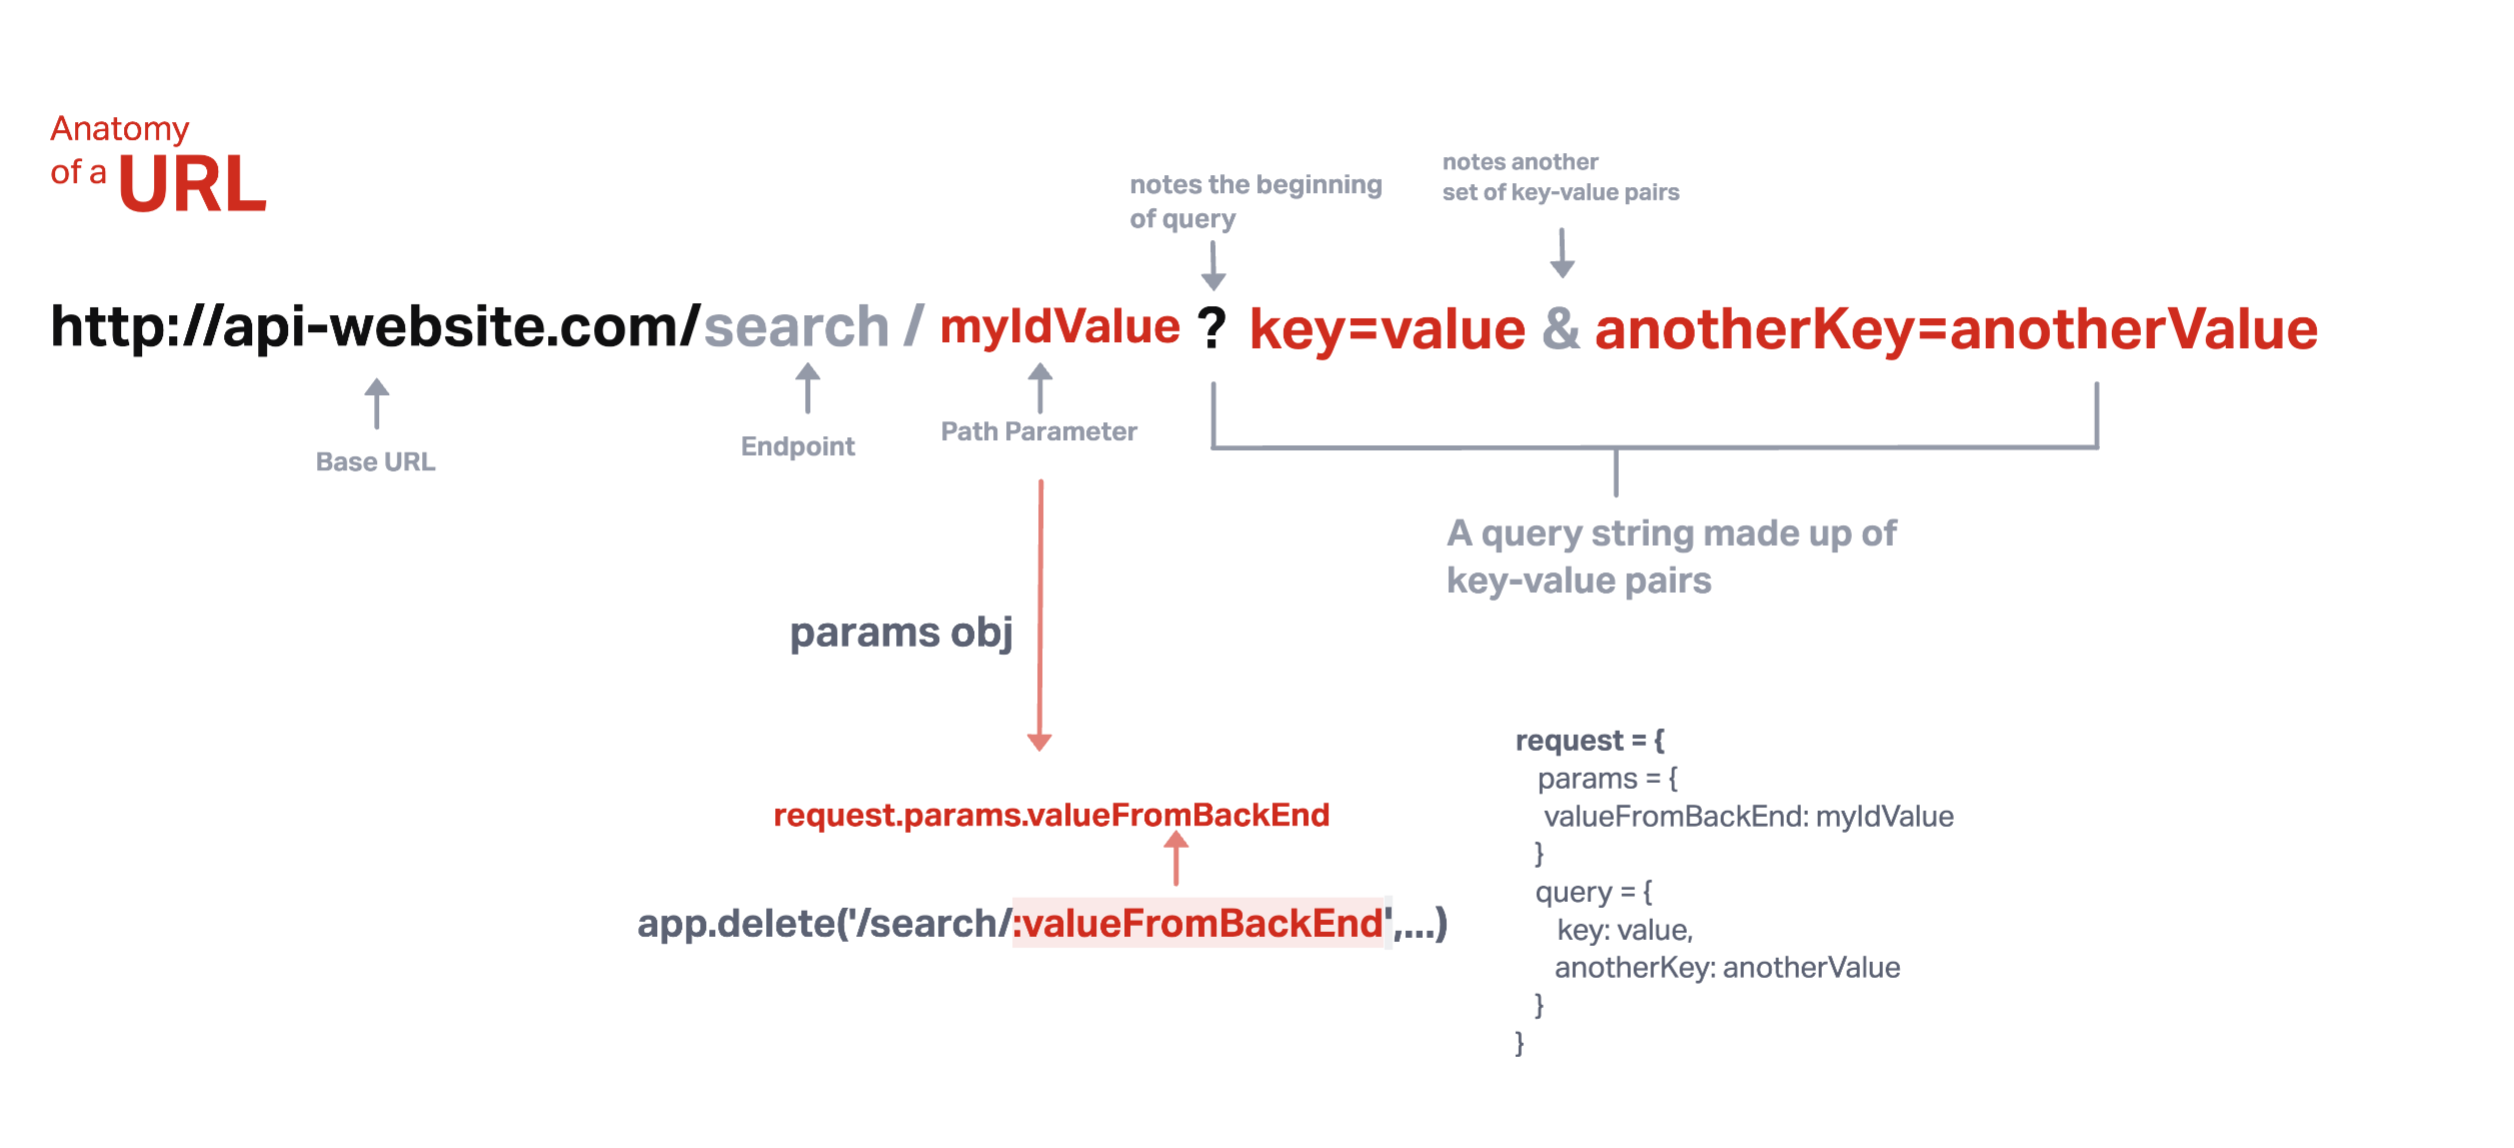 Anatomy
of a URL
notes the beginning
of query
notes another
set of key-value pairs
http://api-website.com/search / myIdValue ? key=value & anotherKey=anotherValue
Base URL
Endpoint
Path Parameter
A query string made up of
key-value pairs
params obj
request.params.valueFromBackEnd
app.delete('/search/:valueFromBackEnd',...)
request = {
params = {
valueFromBackEnd: myIdValue
}
query = {
key: value,
anotherKey: anotherValue
}
}